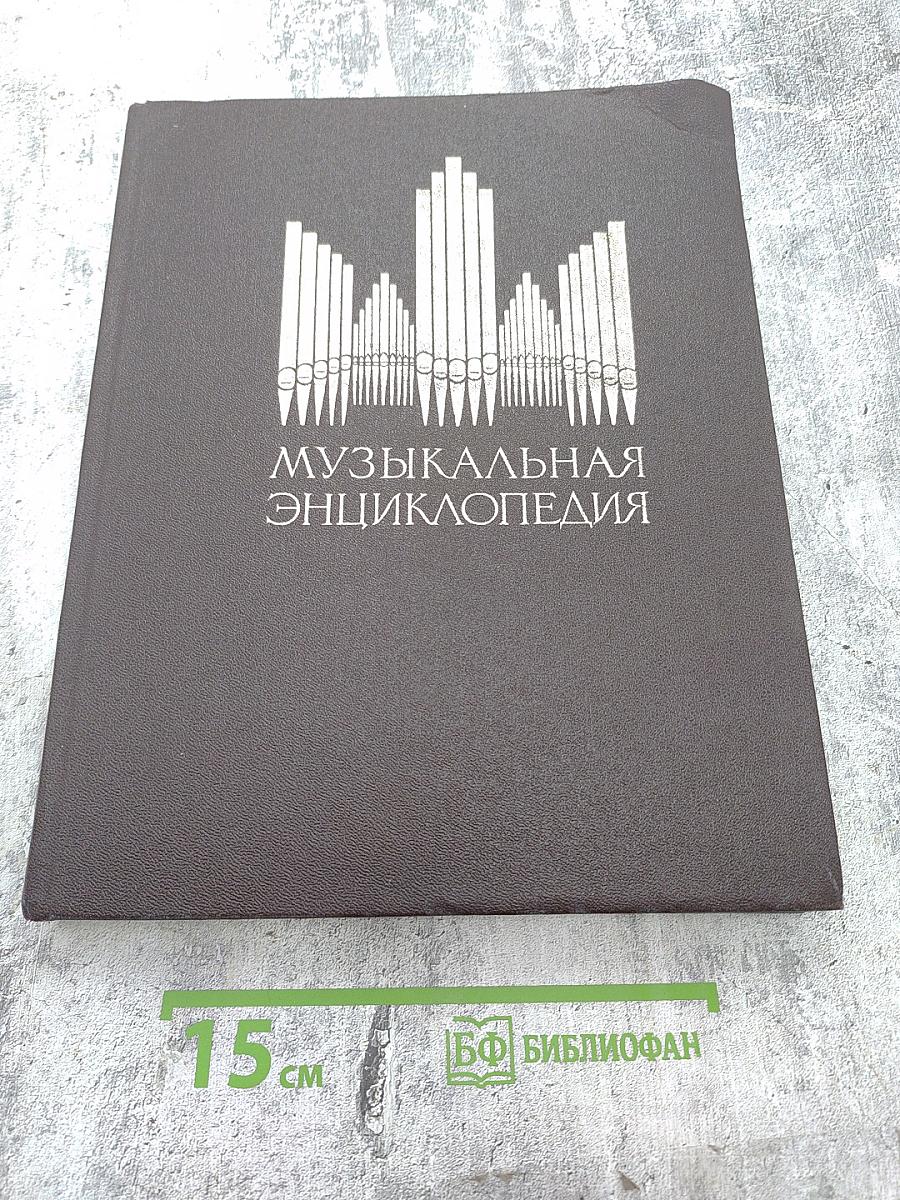 МУЗЫКАЛЬНАЯ
ЭНЦИКЛОПЕДИЯ
15 см
БФ БИБЛИОФАН